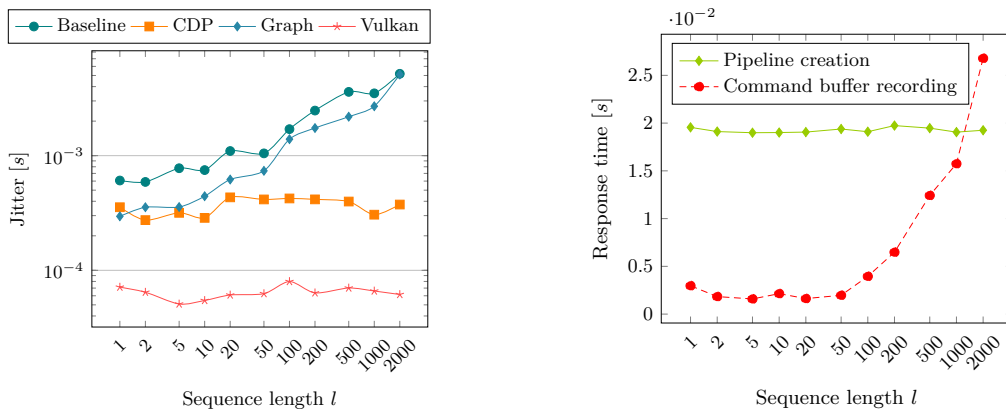 Baseline CDP Graph Vulkan
10⁻³
10⁻⁴
Jitter [s]
1 2 5 10 20 50 100 200 500 1000 2000
Sequence length l
·10⁻²
Pipeline creation
Command buffer recording
2.5
2
1.5
1
0.5
0
Response time [s]
1 2 5 10 20 50 100 200 500 1000 2000
Sequence length l